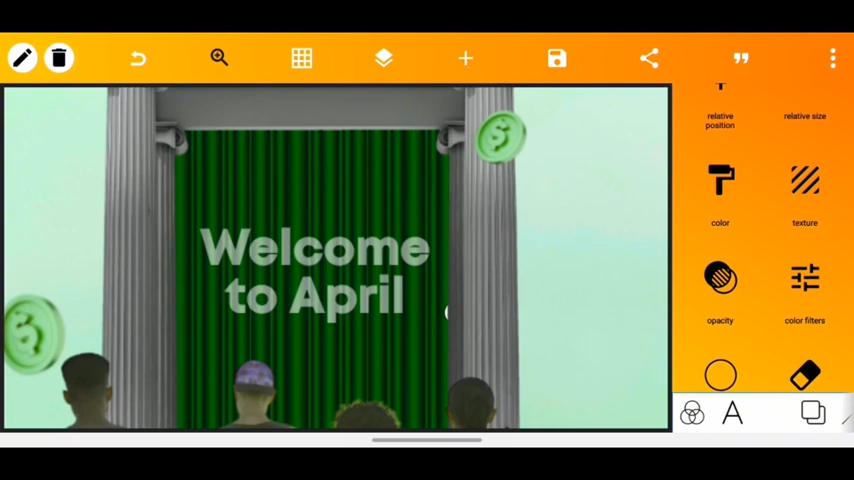 relative
position
relative size
color
texture
$
Welcome
to April
$
opacity
color filters
A